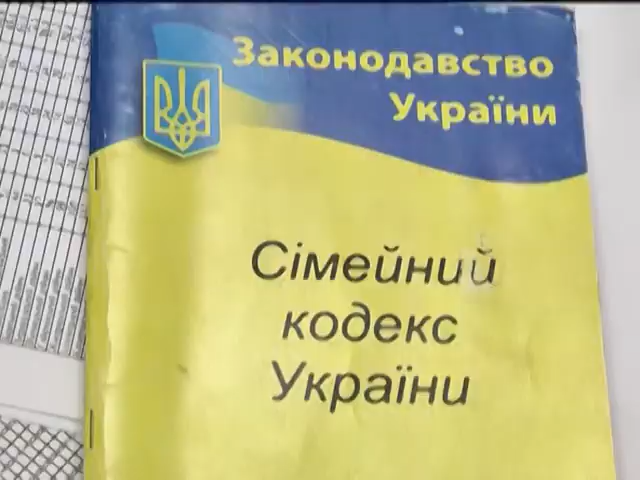 Законодавство
України
Сімейний
кодекс
України